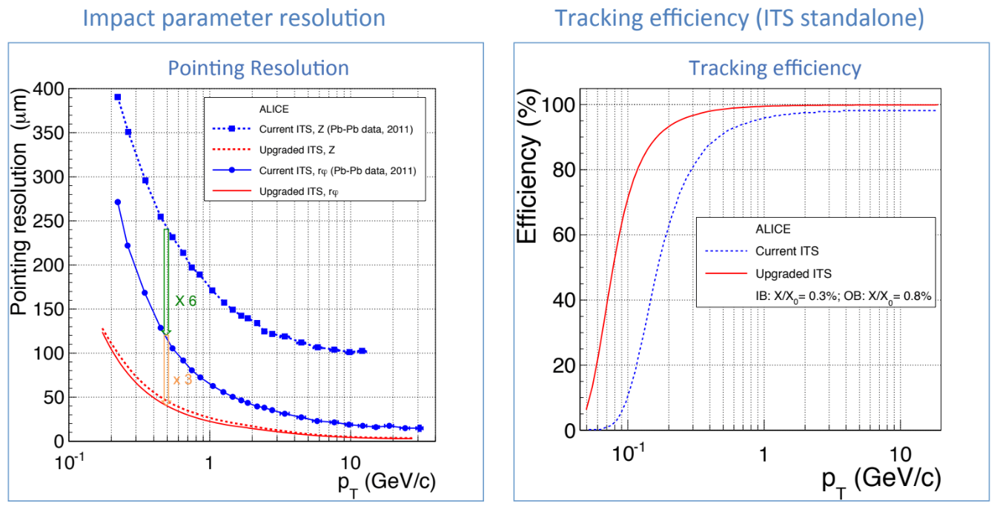 Impact parameter resolution
Pointing Resolution
Pointing resolution (μm)
400
350
300
250
200
150
100
50
0
ALICE
Current ITS, Z (Pb-Pb data, 2011)
Upgraded ITS, Z
Current ITS, rφ (Pb-Pb data, 2011)
Upgraded ITS, rφ
X 6
x 3
10⁻¹
1
10
p_T (GeV/c)
Tracking efficiency (ITS standalone)
Tracking efficiency
Efficiency (%)
100
80
60
40
20
0
ALICE
Current ITS
Upgraded ITS
IB: X/X₀= 0.3%; OB: X/X₀= 0.8%
10⁻¹
1
10
p_T (GeV/c)